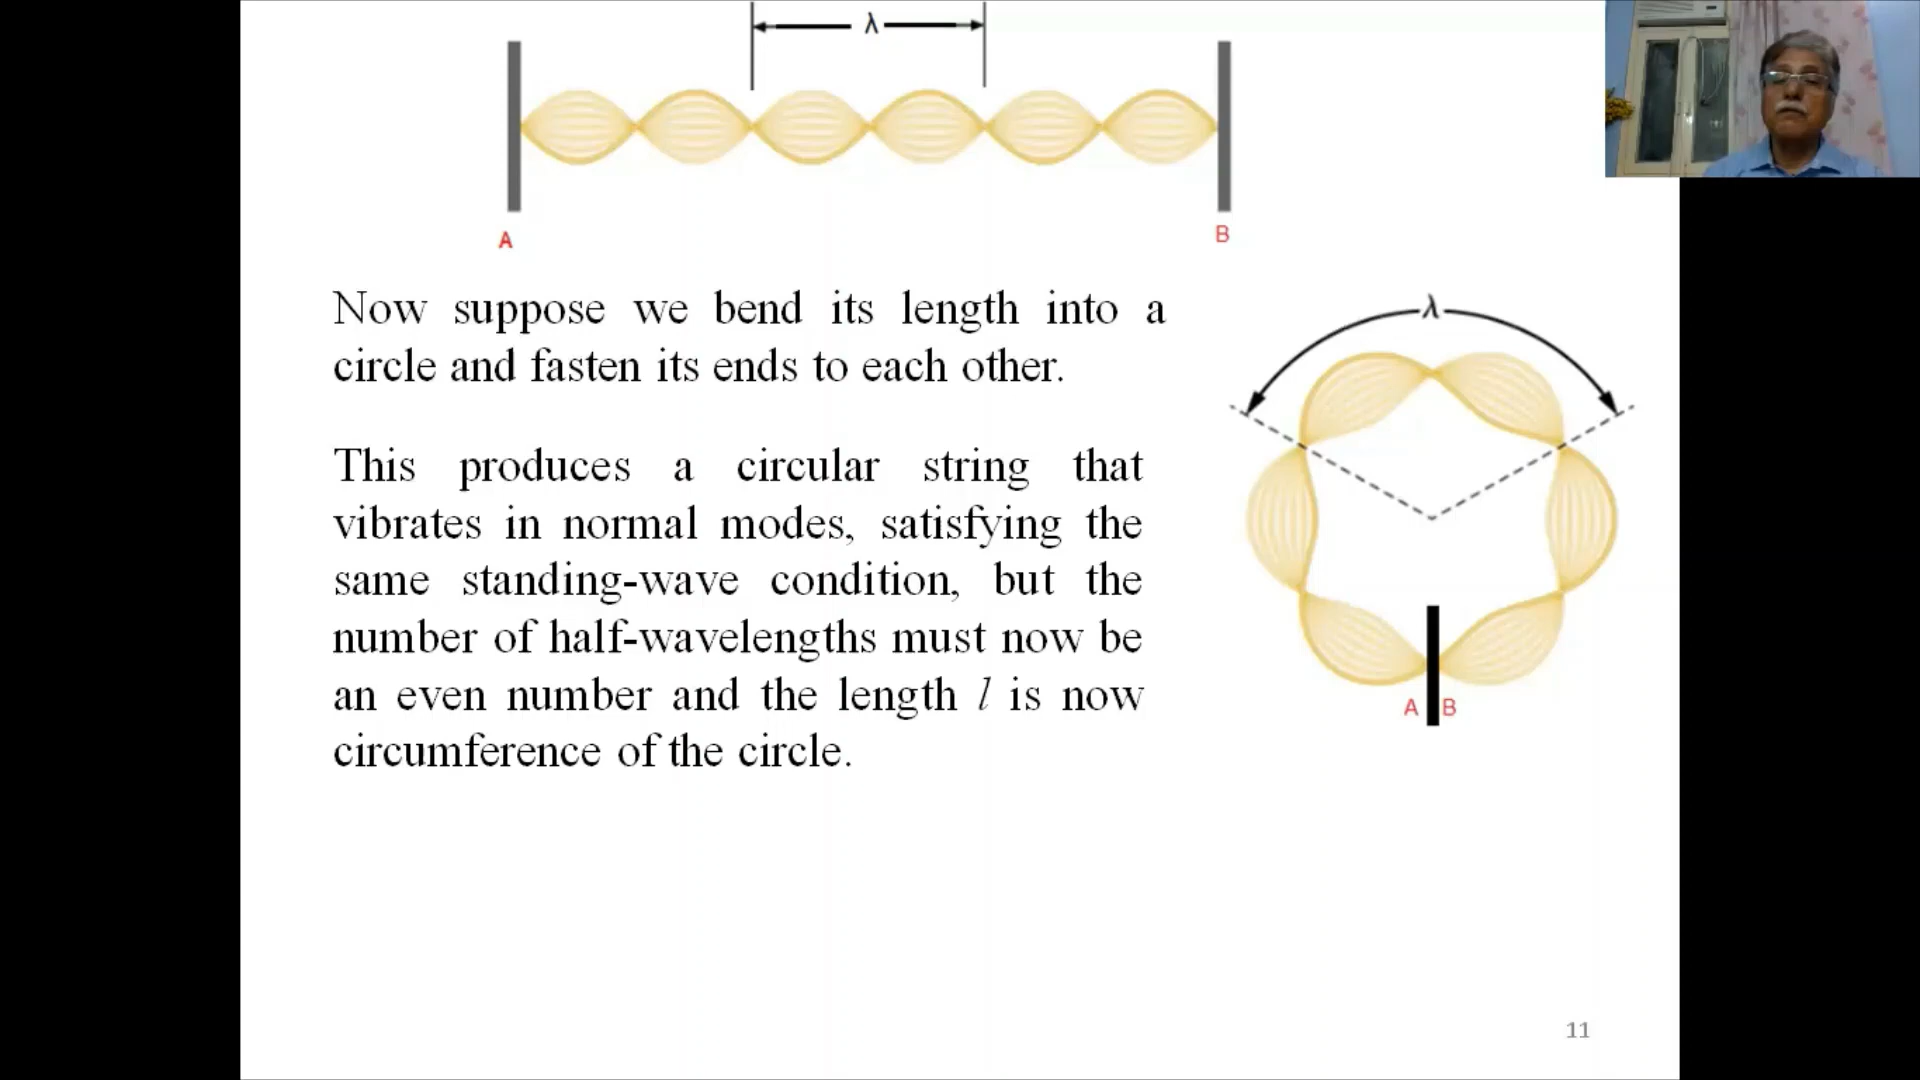 λ
A
B
Now suppose we bend its length into a
circle and fasten its ends to each other.
λ
This produces a circular string that
vibrates in normal modes, satisfying the
same standing-wave condition, but the
number of half-wavelengths must now be
an even number and the length l is now
circumference of the circle.
A
B
11